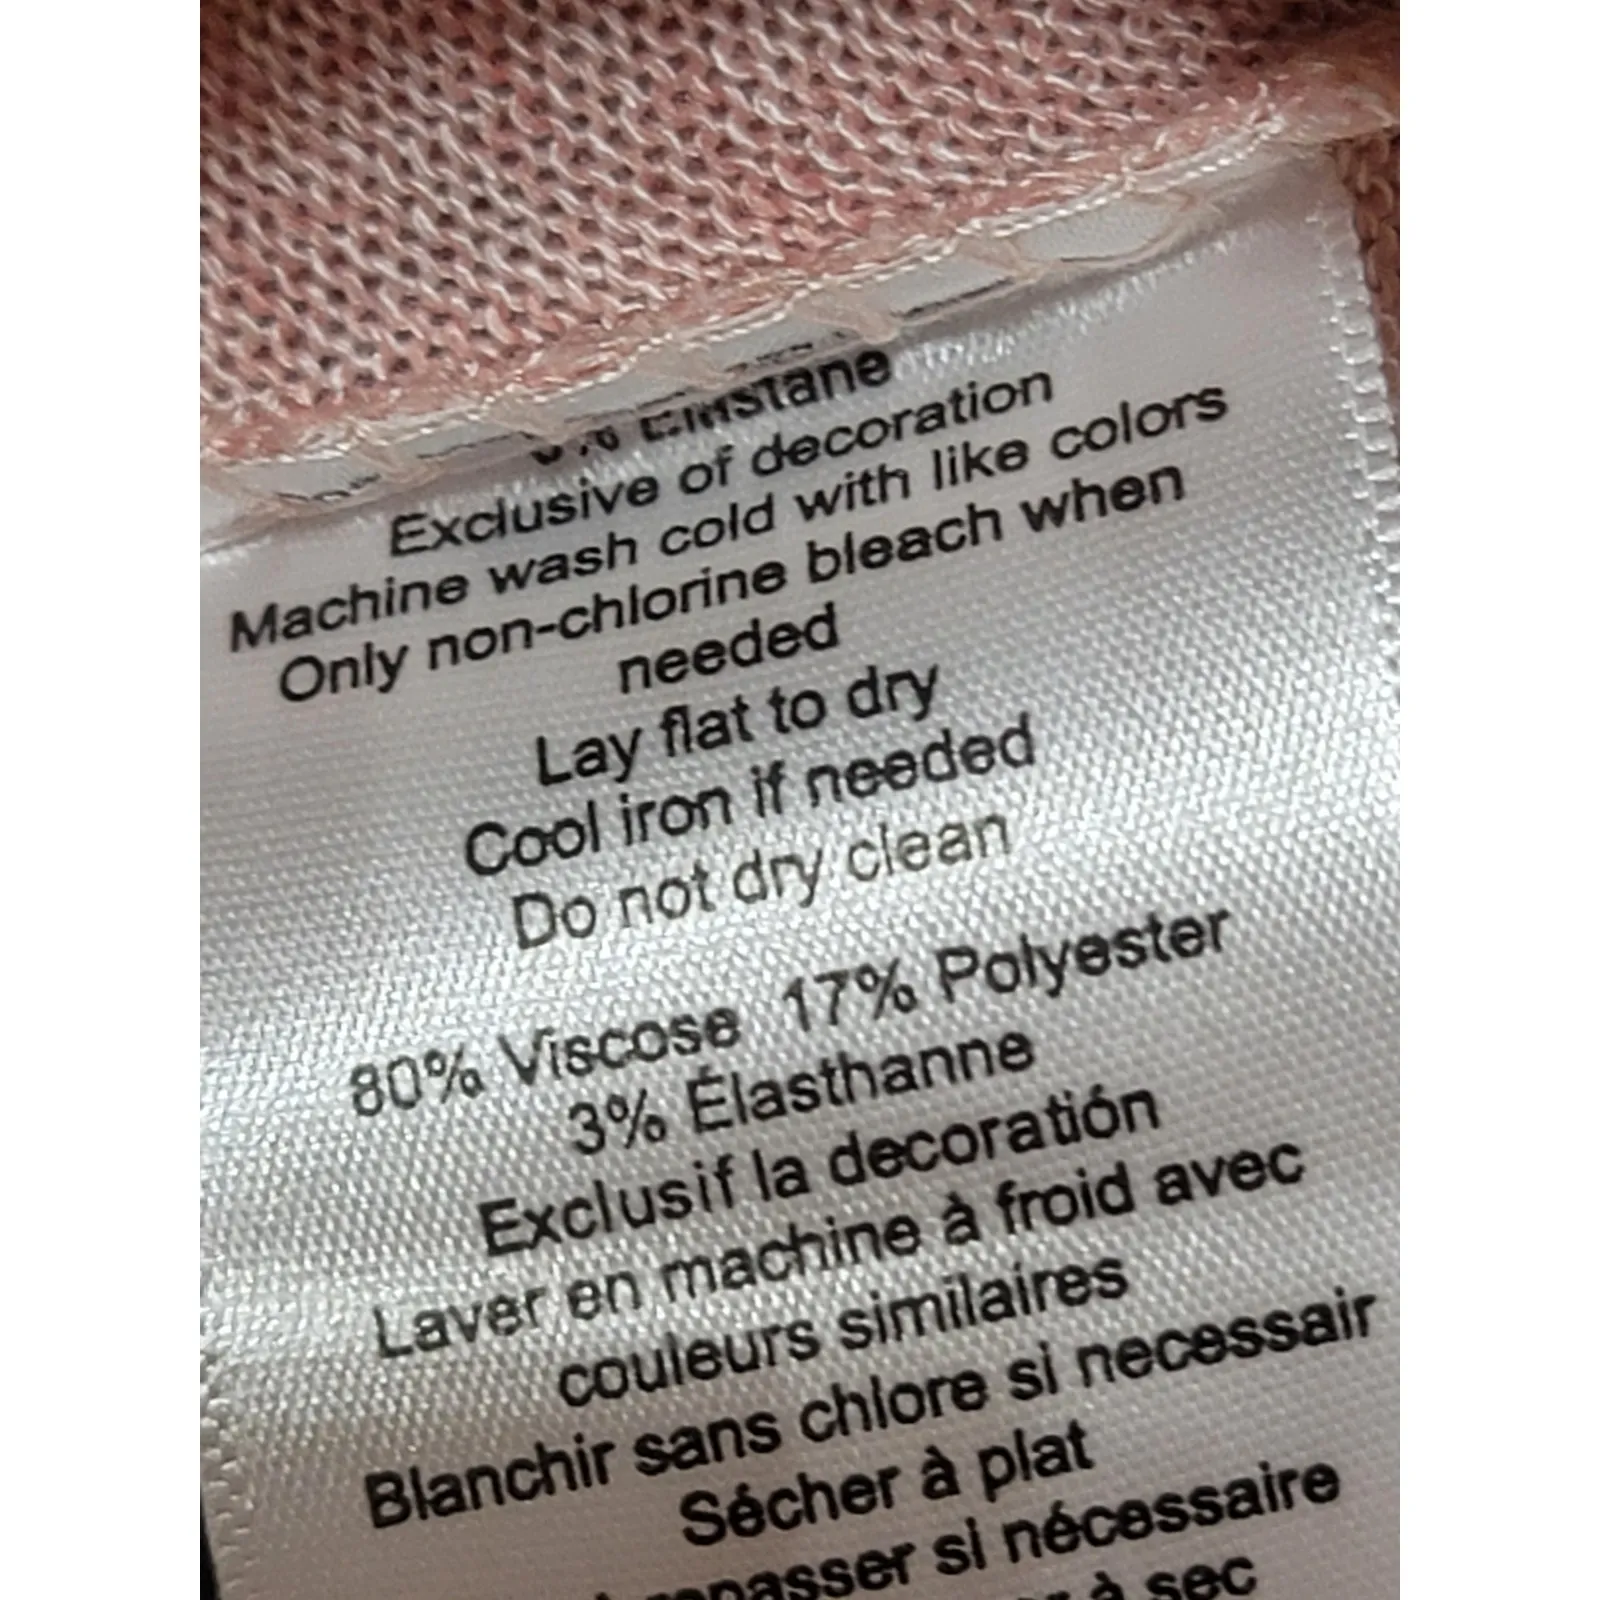 Exclusive of decoration
Machine wash cold with like colors
Only non-chlorine bleach when
needed
Lay flat to dry
Cool iron if needed
Do not dry clean
80% Viscose 17% Polyester
3% Élasthanne
Exclusif la decoratión
Laver en machine à froid avec
couleurs similaires
Blanchir sans chlore si necessair
Sécher à plat
repasser si nécessaire
à sec